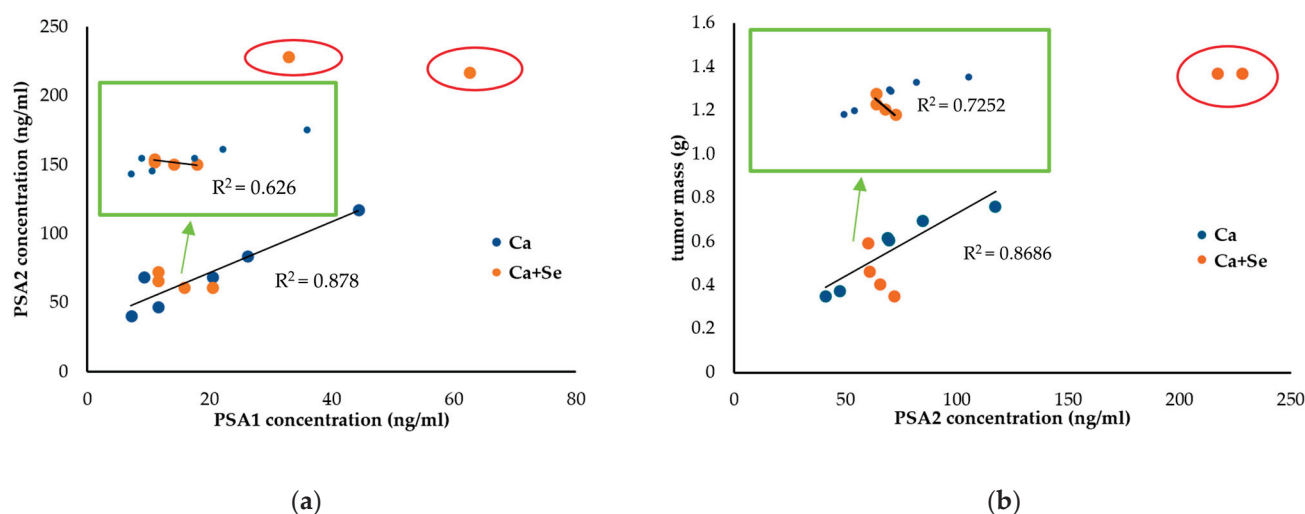 250
200
150
100
50
0
PSA2 concentration (ng/ml)
R² = 0.626
R² = 0.878
Ca
Ca+Se
0 20 40 60 80
PSA1 concentration (ng/ml)
(a)
1.6
1.4
1.2
1.0
0.8
0.6
0.4
0.2
0
tumor mass (g)
R² = 0.7252
R² = 0.8686
Ca
Ca+Se
0 50 100 150 200 250
PSA2 concentration (ng/ml)
(b)